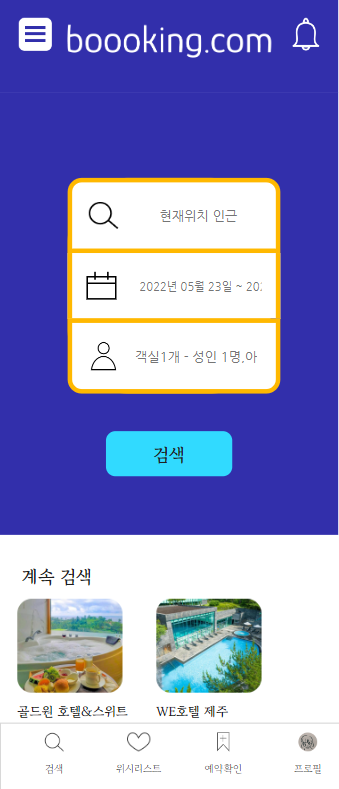 boooking.com
현재위치 인근
2022년 05월 23일 ~ 202
객실1개 - 성인 1명,아
검색
계속 검색
골드원 호텔&스위트
WE호텔 제주
검색
위시리스트
예약확인
프로필